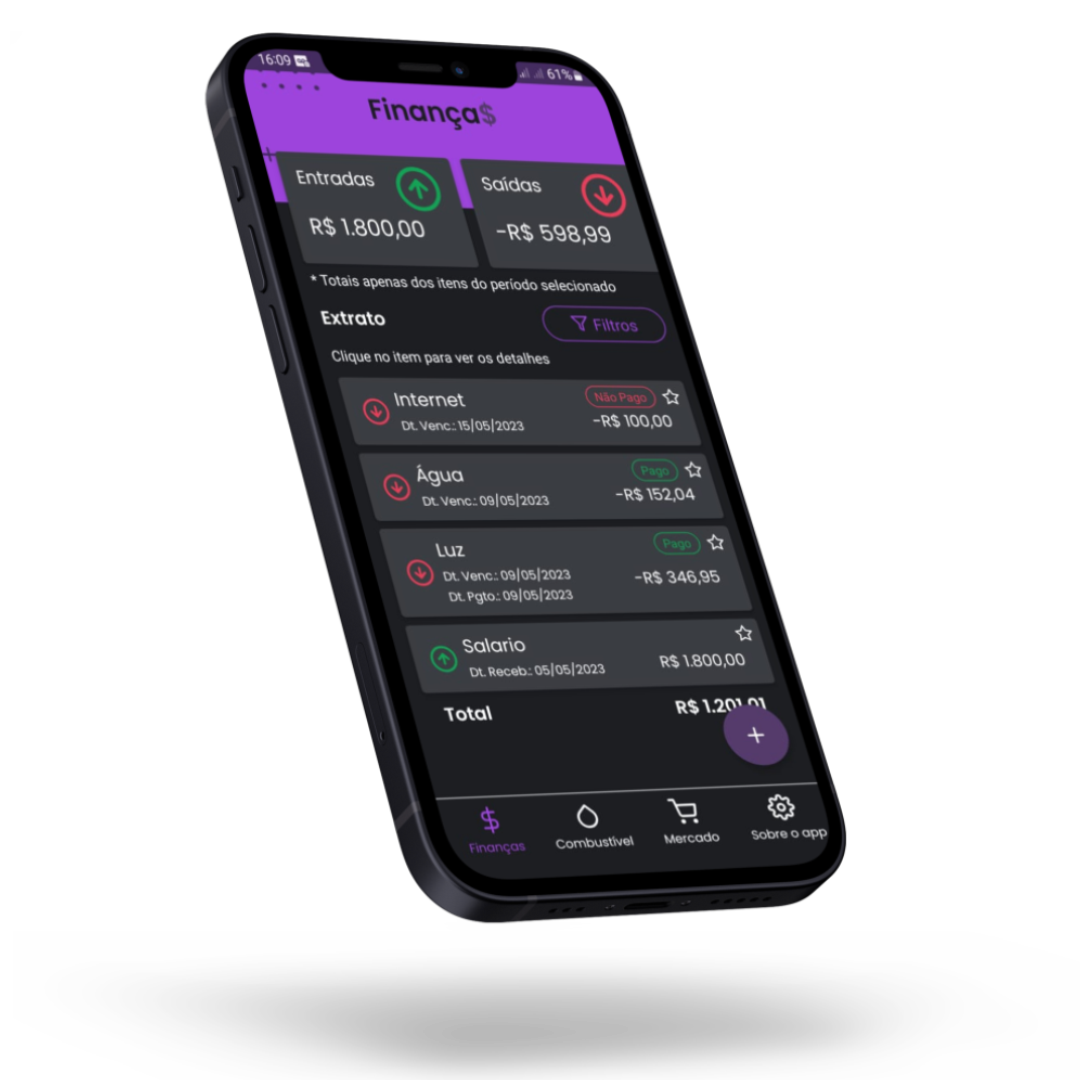 16:09
61%
Finança$
Entradas
R$ 1.800,00
Saídas
-R$ 598,99
* Totais apenas dos itens do período selecionado
Extrato
Filtros
Clique no item para ver os detalhes
Internet
Não Pago
Dt. Venc.: 15/05/2023
-R$ 100,00
Água
Pago
Dt. Venc.: 09/05/2023
-R$ 152,04
Luz
Pago
Dt. Venc.: 09/05/2023
-R$ 346,95
Dt. Pgto.: 09/05/2023
Salario
Dt. Receb.: 05/05/2023
R$ 1.800,00
Total
R$ 1.201,01
+
Finanças
Combustível
Mercado
Sobre o app